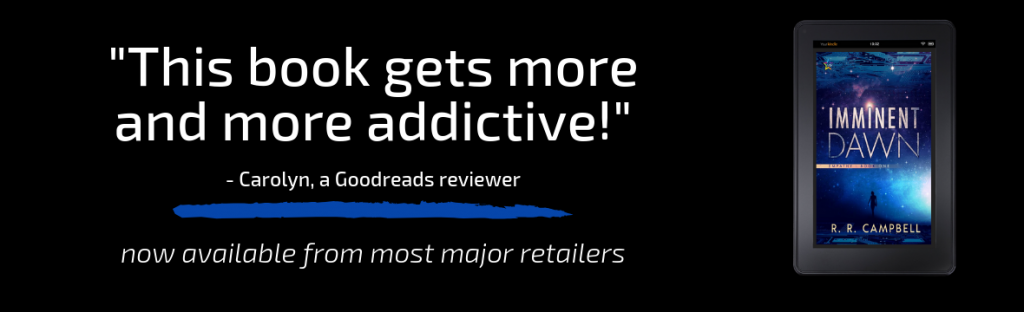 "This book gets more
and more addictive!"
- Carolyn, a Goodreads reviewer
now available from most major retailers
IMMINENT
DAWN
R. R. CAMPBELL